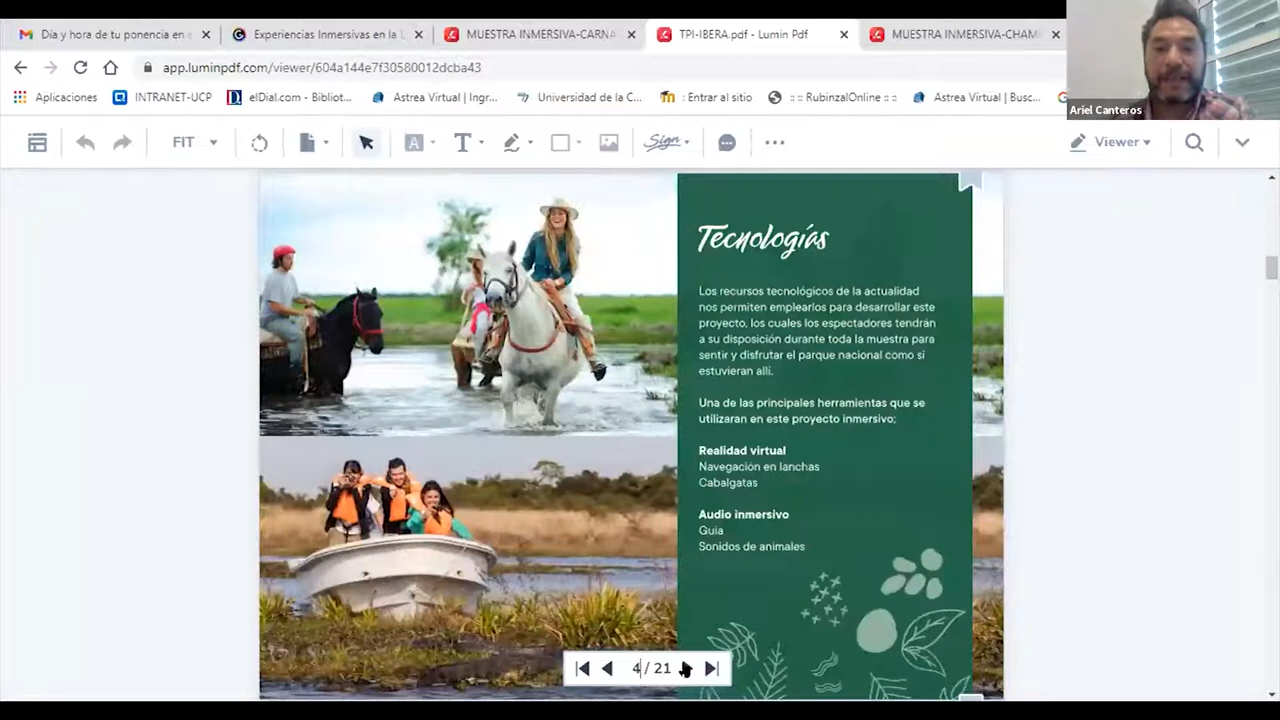 Día y hora de tu ponencia en e
Experiencias Inmersivas en la U
MUESTRA INMERSIVA-CARNA
TPI-IBERA.pdf - Lumin Pdf
MUESTRA INMERSIVA-CHAM
app.luminpdf.com/viewer/604a144e7f30580012dcba43
Aplicaciones
INTRANET-UCP
elDial.com - Bibliot...
Astrea Virtual | Ingr...
Universidad de la C...
: Entrar al sitio
:: :: RubinzalOnline :: ::
Astrea Virtual | Busc...
Ariel Canteros
FIT
Sign
Viewer
Tecnologías
Los recursos tecnológicos de la actualidad
nos permiten emplearlos para desarrollar este
proyecto, los cuales los espectadores tendrán
a su disposición durante toda la muestra para
sentir y disfrutar el parque nacional como si
estuvieran allí.
Una de las principales herramientas que se
utilizaran en este proyecto inmersivo;
Realidad virtual
Navegación en lanchas
Cabalgatas
Audio inmersivo
Guia
Sonidos de animales
4 / 21